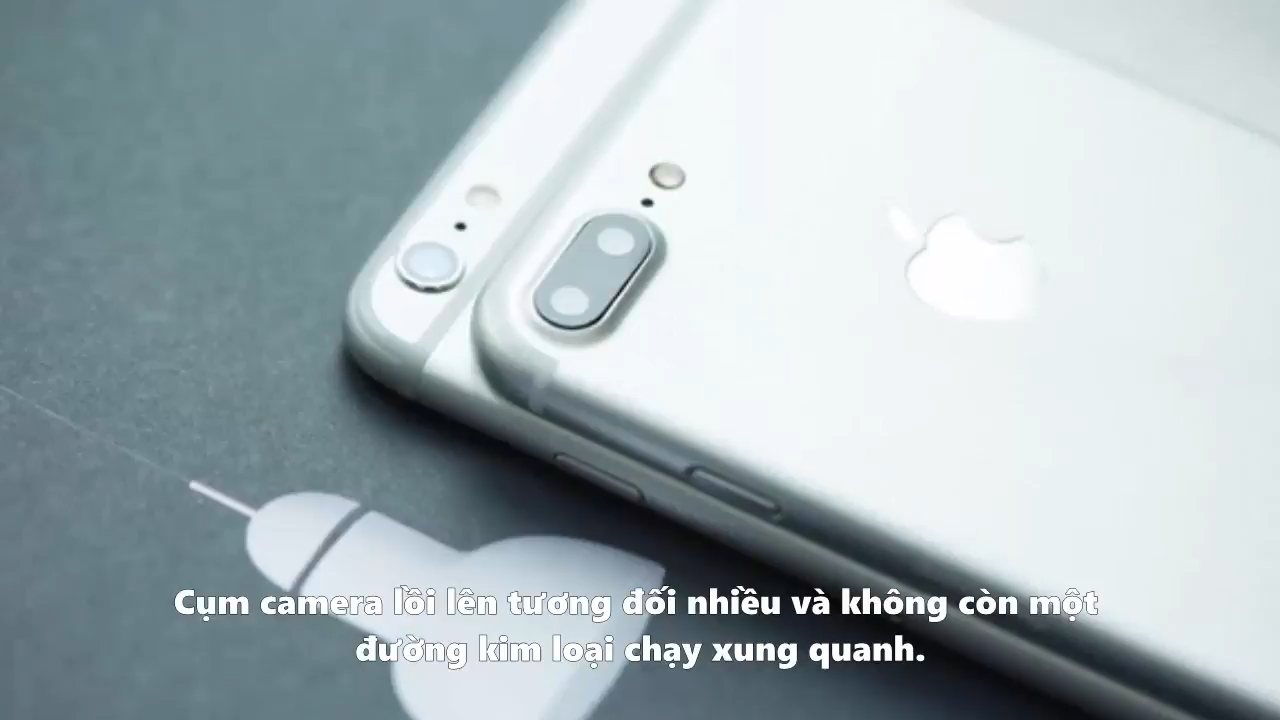 Cụm camera lồi lên tương đối nhiều và không còn một
đường kim loại chạy xung quanh.